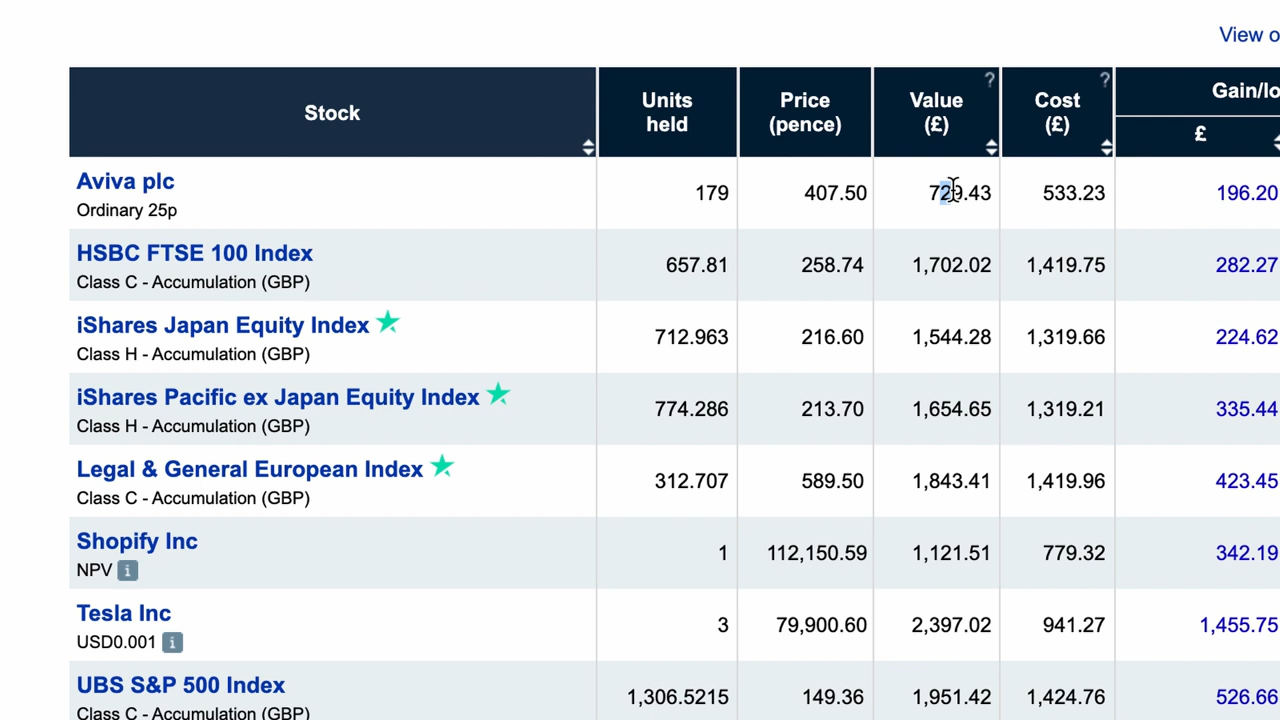 View o
Stock Units held Price (pence) Value (£) ? Cost (£) ? Gain/lo
£
Aviva plc 179 407.50 729.43 533.23 196.20
Ordinary 25p
HSBC FTSE 100 Index 657.81 258.74 1,702.02 1,419.75 282.27
Class C - Accumulation (GBP)
iShares Japan Equity Index 712.963 216.60 1,544.28 1,319.66 224.62
Class H - Accumulation (GBP)
iShares Pacific ex Japan Equity Index 774.286 213.70 1,654.65 1,319.21 335.44
Class H - Accumulation (GBP)
Legal & General European Index 312.707 589.50 1,843.41 1,419.96 423.45
Class C - Accumulation (GBP)
Shopify Inc 1 112,150.59 1,121.51 779.32 342.19
NPV i
Tesla Inc 3 79,900.60 2,397.02 941.27 1,455.75
USD0.001 i
UBS S&P 500 Index 1,306.5215 149.36 1,951.42 1,424.76 526.66
Class C - Accumulation (GBP)